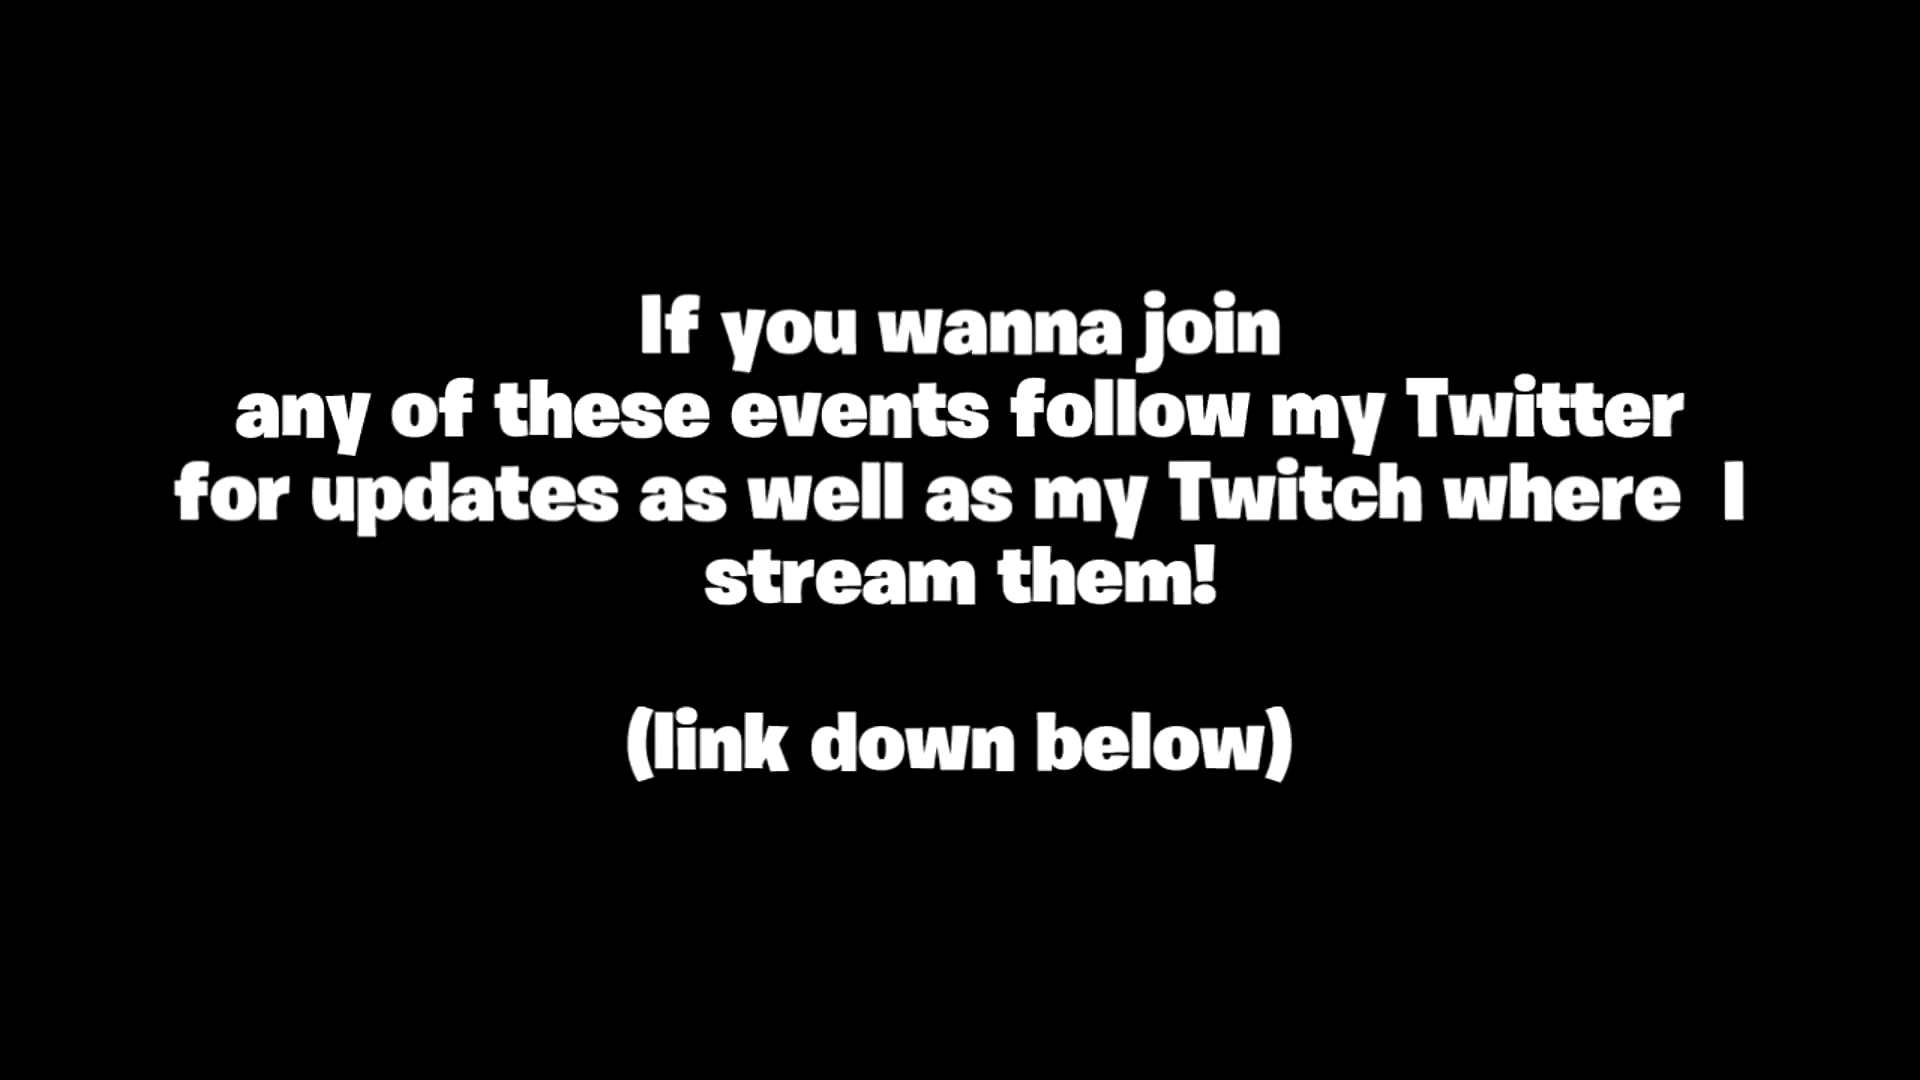 If you wanna join
any of these events follow my Twitter
for updates as well as my Twitch where  I
stream them!
(link down below)